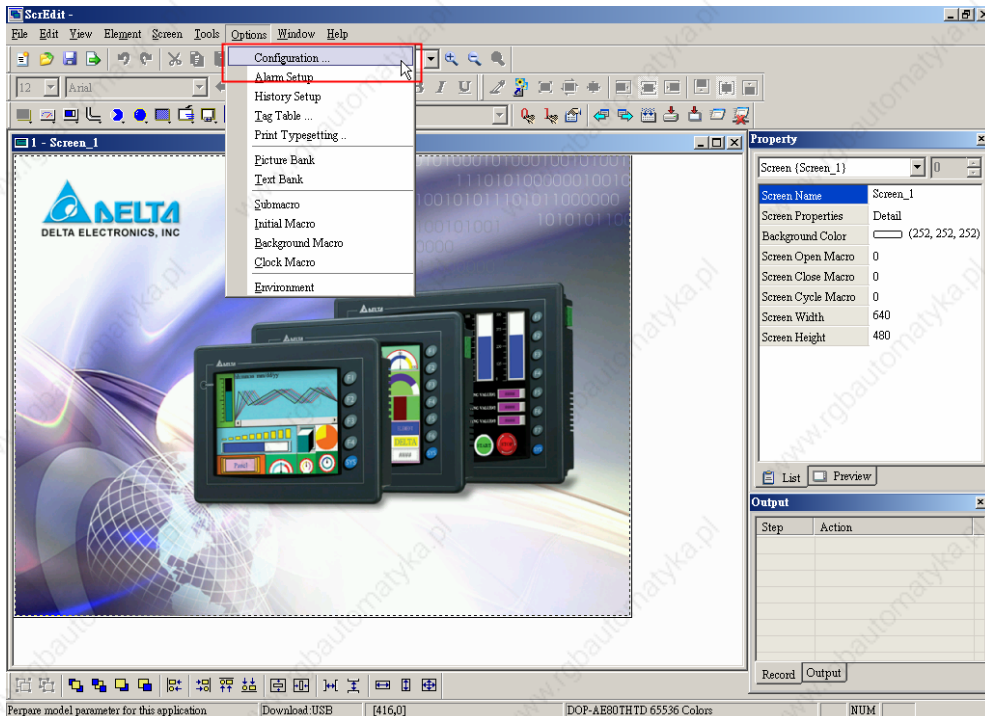 ScrEdit -
File Edit View Element Screen Tools Options Window Help
Configuration ...
12 Arial
Alarm Setup
B I U
History Setup
Tag Table ...
Print Typesetting ..
1 - Screen_1
Picture Bank
Text Bank
Submacro
Initial Macro
Background Macro
Clock Macro
Environment
DELTA
DELTA ELECTRONICS, INC
Property
Screen {Screen_1} 0
Screen Name Screen_1
Screen Properties Detail
Background Color (252, 252, 252)
Screen Open Macro 0
Screen Close Macro 0
Screen Cycle Macro 0
Screen Width 640
Screen Height 480
List Preview
Output
Step Action
Record Output
Perpare model parameter for this application Download:USB [416,0] DOP-AE80THTD 65536 Colors NUM
www.rgbautomatyka.pl